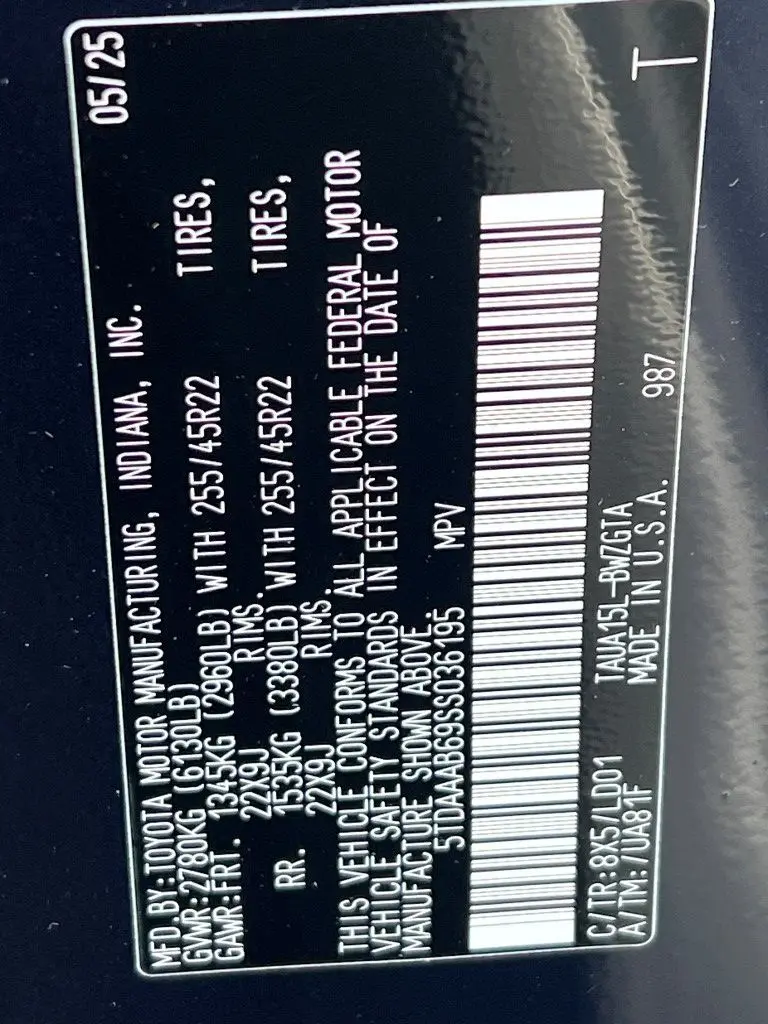 05/25
MFD.BY:TOYOTA MOTOR MANUFACTURING, INDIANA, INC.
GVWR:2780KG (6130LB)
GAWR:FRT. 1345KG (2960LB) WITH 255/45R22 TIRES,
22X9J RIMS.
RR. 1535KG (3380LB) WITH 255/45R22 TIRES,
22X9J RIMS.
THIS VEHICLE CONFORMS TO ALL APPLICABLE FEDERAL MOTOR
VEHICLE SAFETY STANDARDS IN EFFECT ON THE DATE OF
MANUFACTURE SHOWN ABOVE.
5TDAAAB69SS036195 MPV
C/TR:8X5/LD01 TAUA15L-BWZGTA
A/TM:/UA81F MADE IN U.S.A. 987 T